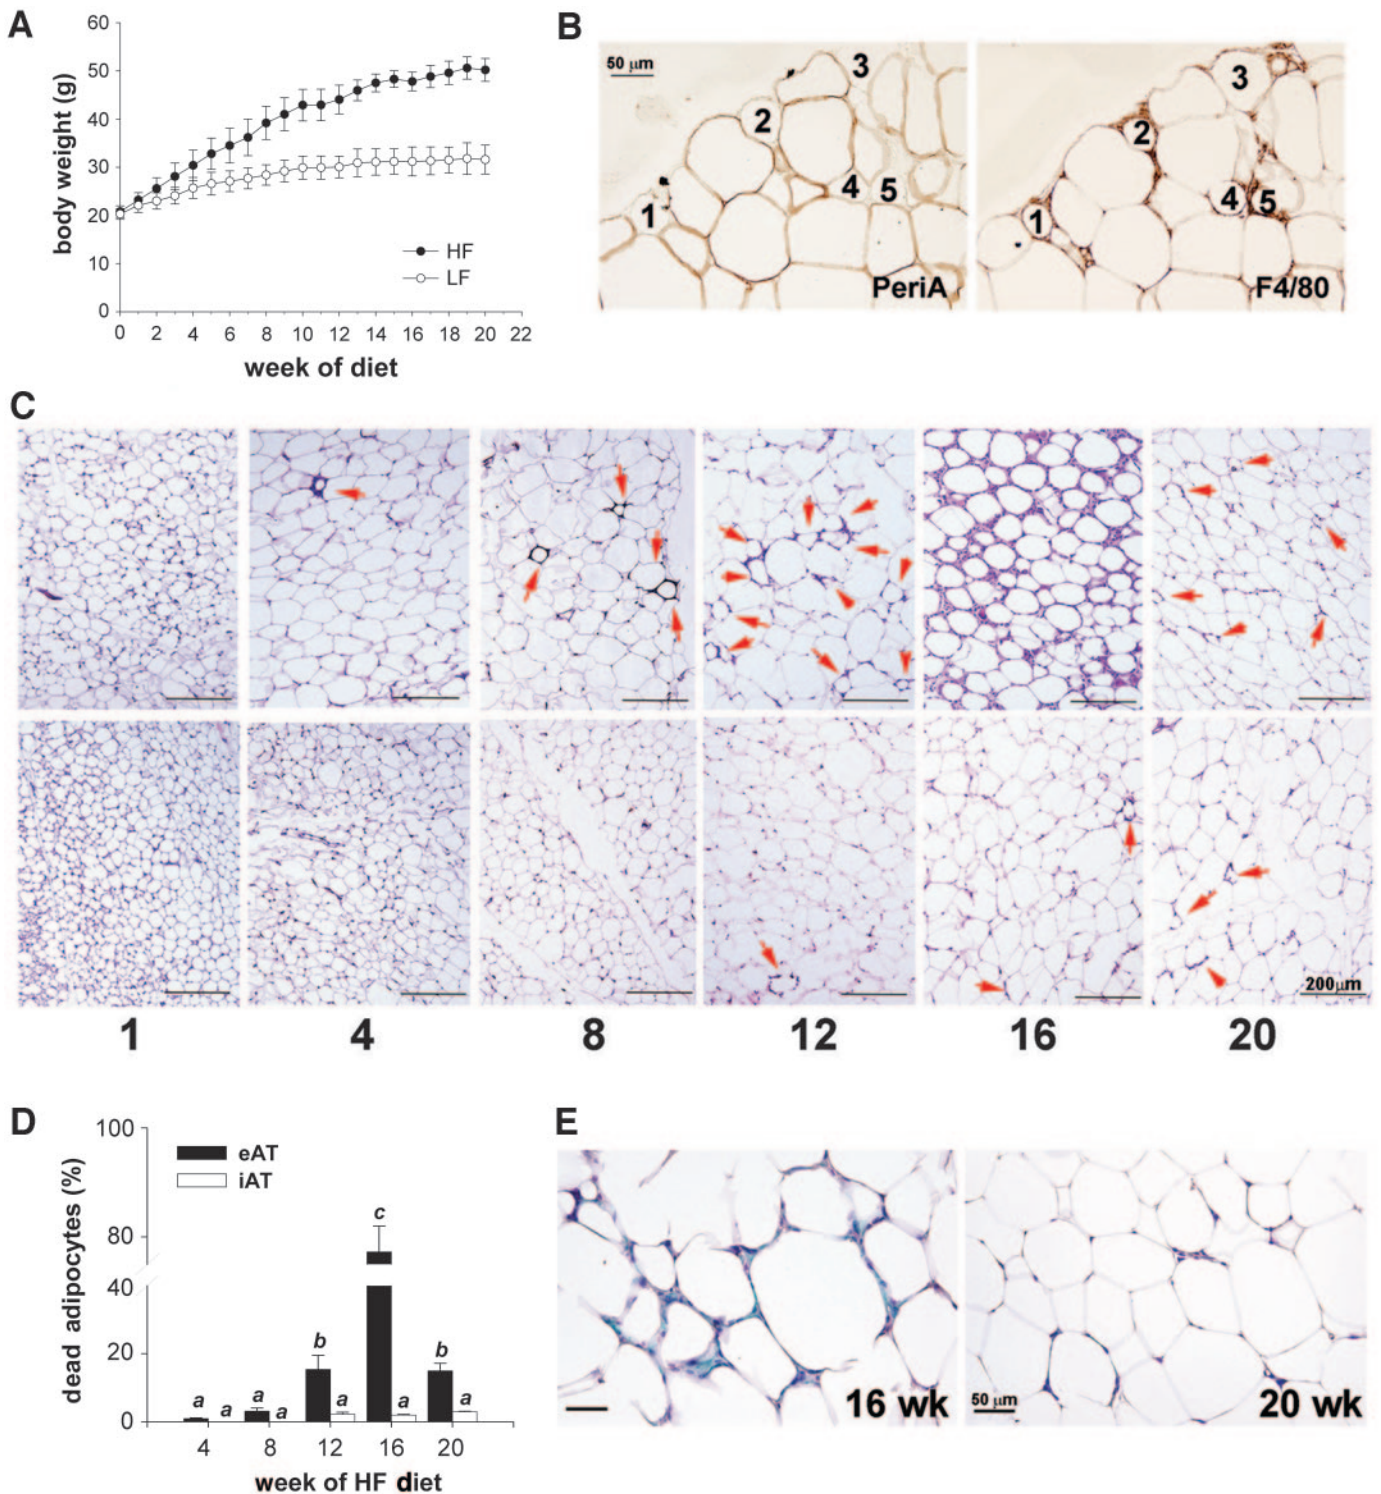 A
60
50
40
30
20
10
0
body weight (g)
HF
LF
0 2 4 6 8 10 12 14 16 18 20 22
week of diet
B
50 µm
1 2 3 4 5
PeriA
1 2 3 4 5
F4/80
C
200µm
1 4 8 12 16 20
D
100
80
40
20
0
dead adipocytes (%)
eAT
iAT
a a a a b a c a b a
4 8 12 16 20
week of HF diet
E
16 wk
50 µm
20 wk